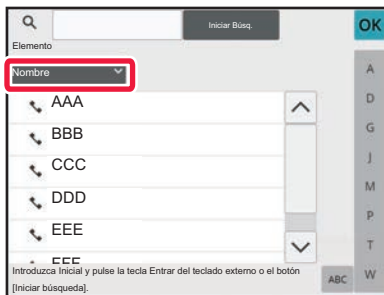 Iniciar Búsq.
OK
Elemento
Nombre
AAA
BBB
CCC
DDD
EEE
FFF
A
D
G
J
M
P
T
W
Introduzca Inicial y pulse la tecla Entrar del teclado externo o el botón
[Iniciar búsqueda].
ABC